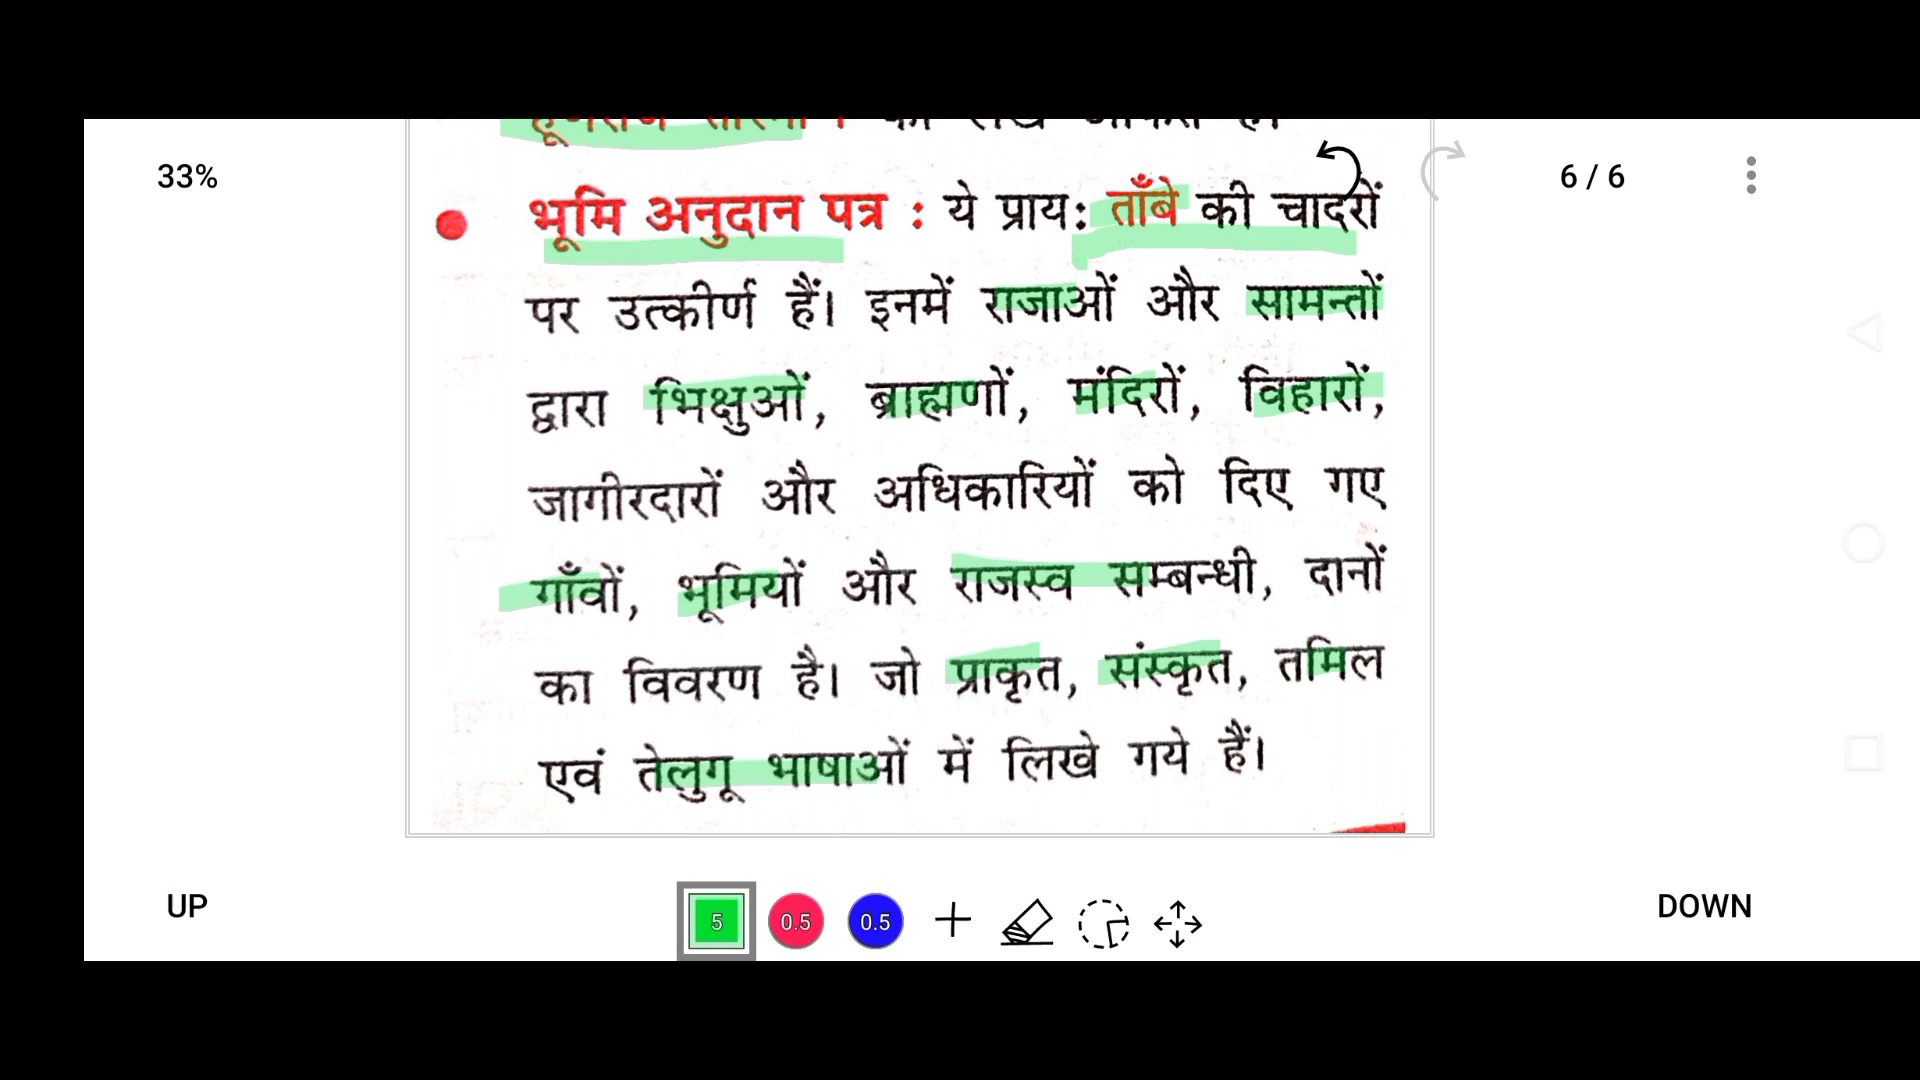 33%
6 / 6
भूमि अनुदान पत्र : ये प्राय: ताँबे की चादरों
पर उत्कीर्ण हैं। इनमें राजाओं और सामन्तों
द्वारा भिक्षुओं, ब्राह्मणों, मंदिरों, विहारों,
जागीरदारों और अधिकारियों को दिए गए
गाँवों, भूमियों और राजस्व सम्बन्धी, दानों
का विवरण है। जो प्राकृत, संस्कृत, तमिल
एवं तेलुगू भाषाओं में लिखे गये हैं।
UP
5
0.5
0.5
DOWN